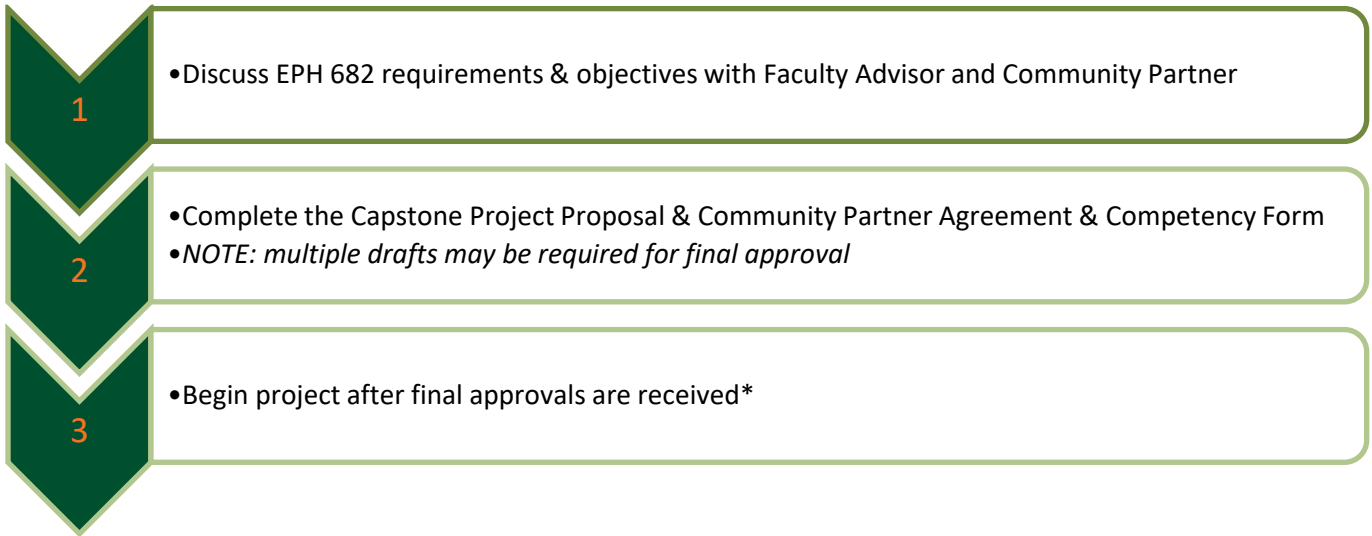 1
•Discuss EPH 682 requirements & objectives with Faculty Advisor and Community Partner
2
•Complete the Capstone Project Proposal & Community Partner Agreement & Competency Form
•NOTE: multiple drafts may be required for final approval
3
•Begin project after final approvals are received*